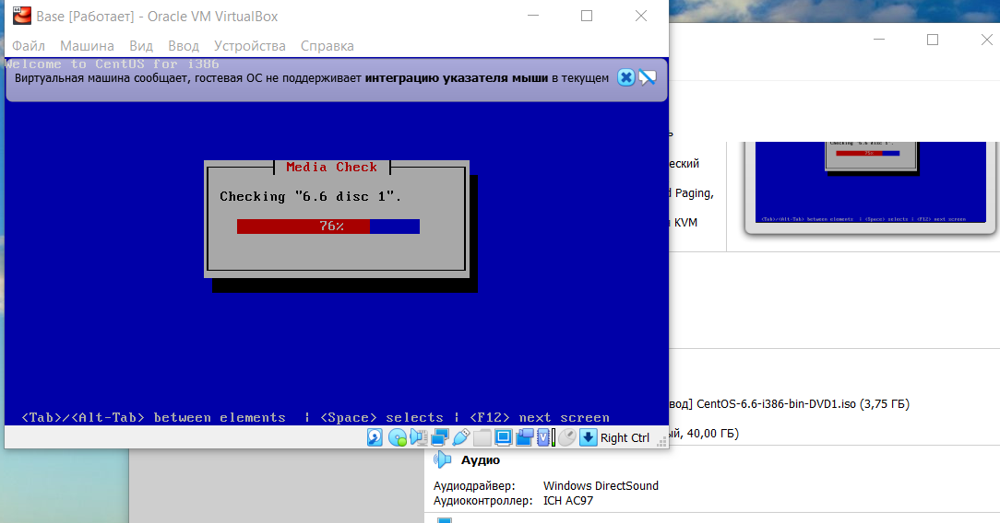 Base [Работает] - Oracle VM VirtualBox
Файл Машина Вид Ввод Устройства Справка
Welcome to CentOS for i386
Виртуальная машина сообщает, гостевая ОС не поддерживает интеграцию указателя мыши в текущем
Media Check
Checking "6.6 disc 1".
76%
<Tab>/<Alt-Tab> between elements | <Space> selects | <F12> next screen
Right Ctrl
ь
еский
d Paging,
KVM
Checking "6.6 disc 1".
75%
<Tab>/<Alt-Tab> between elements | <Space> selects | <F12> next screen
вод] CentOS-6.6-i386-bin-DVD1.iso (3,75 ГБ)
ый, 40,00 ГБ)
Аудио
Аудиодрайвер: Windows DirectSound
Аудиоконтроллер: ICH AC97